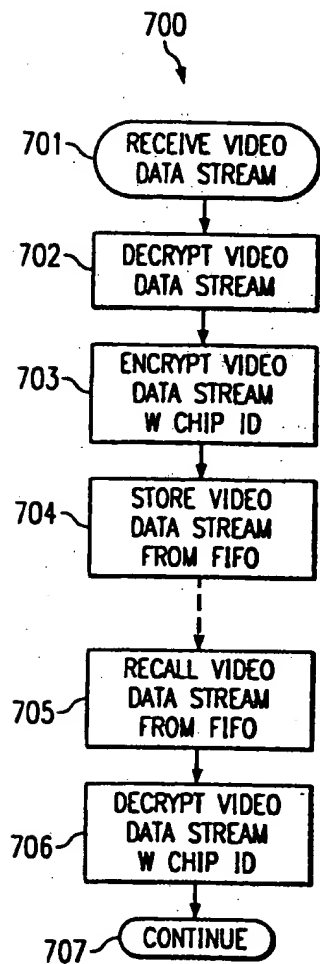 700
701
RECEIVE VIDEO
DATA STREAM
702
DECRYPT VIDEO
DATA STREAM
703
ENCRYPT VIDEO
DATA STREAM
W CHIP ID
704
STORE VIDEO
DATA STREAM
FROM FIFO
705
RECALL VIDEO
DATA STREAM
FROM FIFO
706
DECRYPT VIDEO
DATA STREAM
W CHIP ID
707
CONTINUE